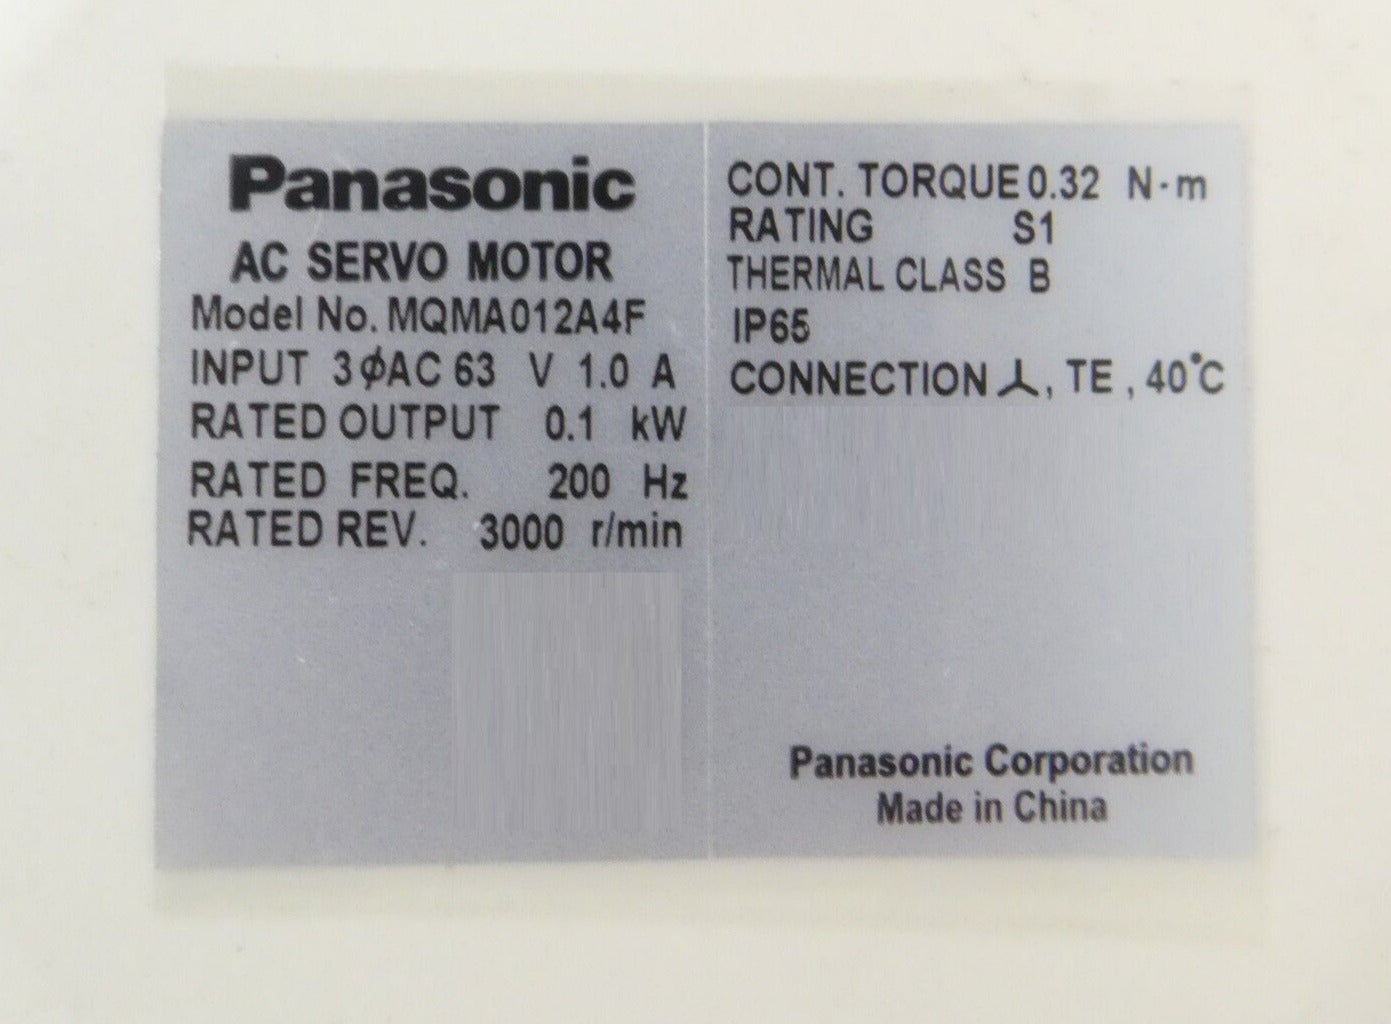 Panasonic
AC SERVO MOTOR
Model No. MQMA012A4F
INPUT 3ϕAC 63 V 1.0 A
RATED OUTPUT 0.1 kW
RATED FREQ. 200 Hz
RATED REV. 3000 r/min
CONT. TORQUE 0.32 N·m
RATING S1
THERMAL CLASS B
IP65
CONNECTION ⅄, TE , 40°C
Panasonic Corporation
Made in China